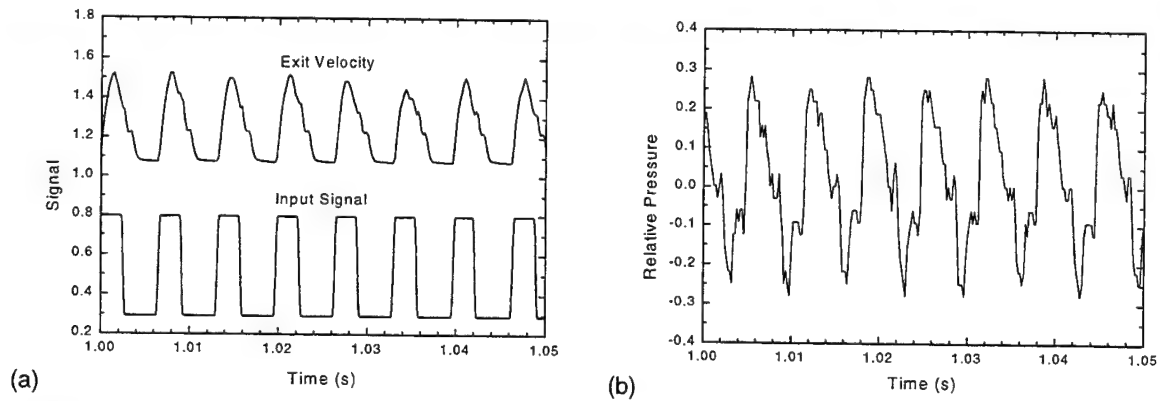 1.8
1.6
1.4
1.2
1.0
0.8
0.6
0.4
0.2
Signal
Exit Velocity
Input Signal
1.00 1.01 1.02 1.03 1.04 1.05
Time (s)
(a)
0.4
0.3
0.2
0.1
0.0
-0.1
-0.2
-0.3
-0.4
Relative Pressure
1.00 1.01 1.02 1.03 1.04 1.05
Time (s)
(b)